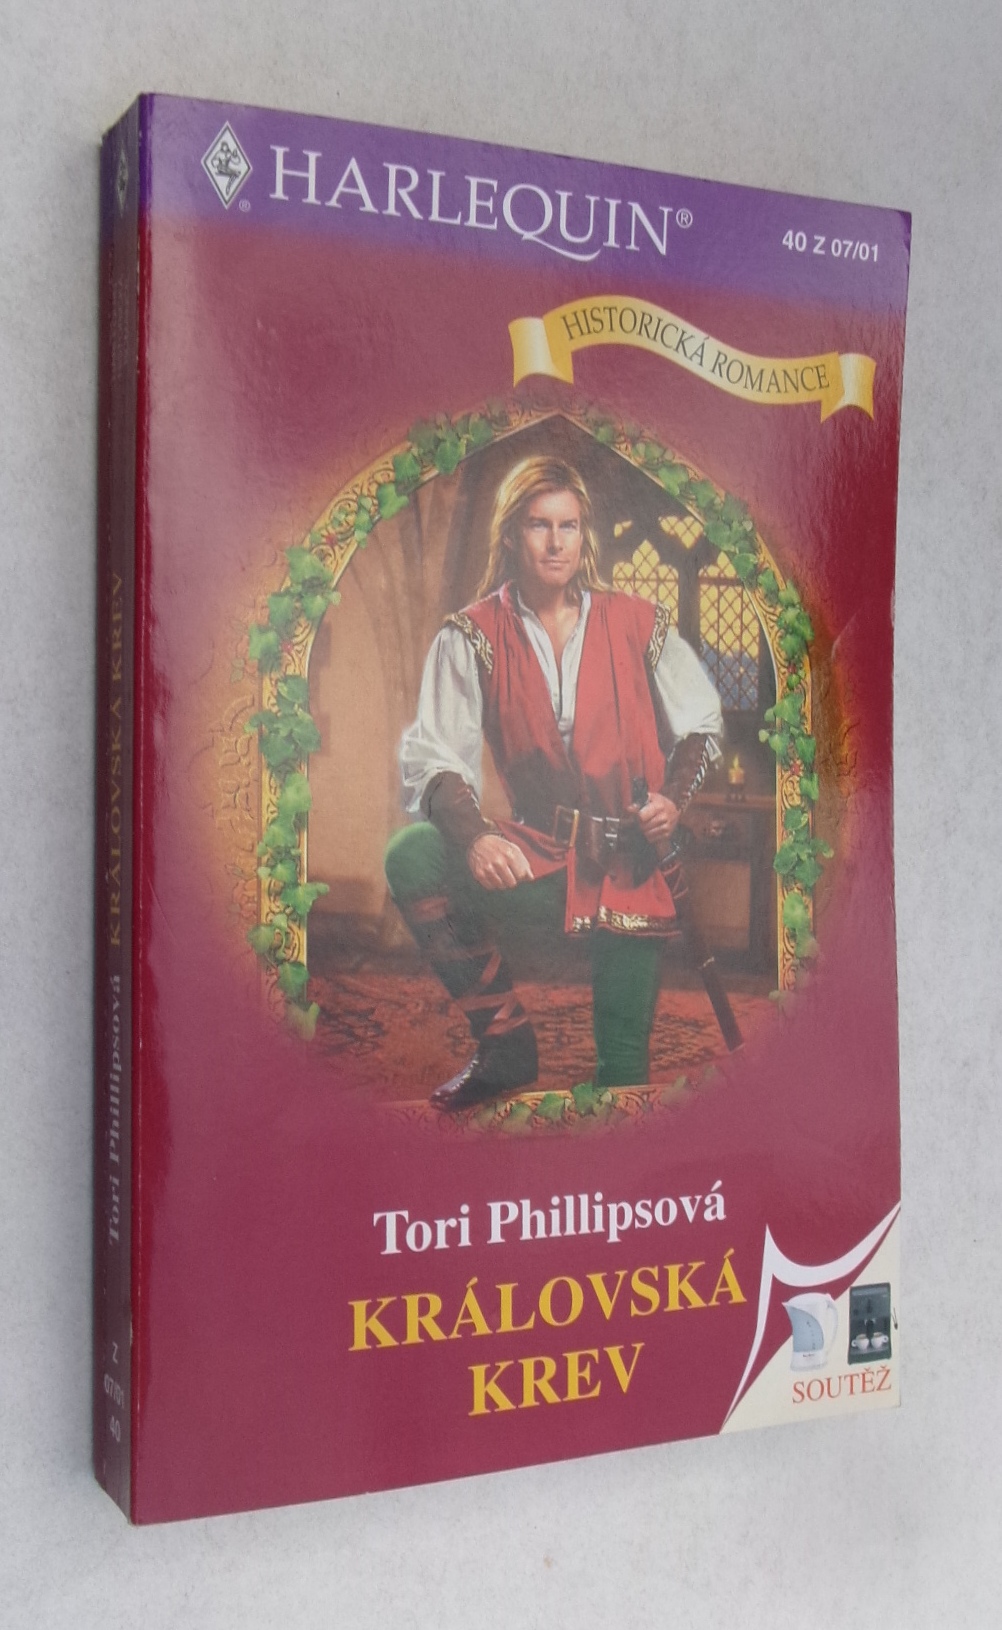 HARLEQUIN®
40 Z 07/01
HISTORICKÁ ROMANCE
Tori Phillipsová
KRÁLOVSKÁ
KREV
SOUTĚŽ
Tori Phillipsová KRÁLOVSKÁ KREV
Z
07/01
40